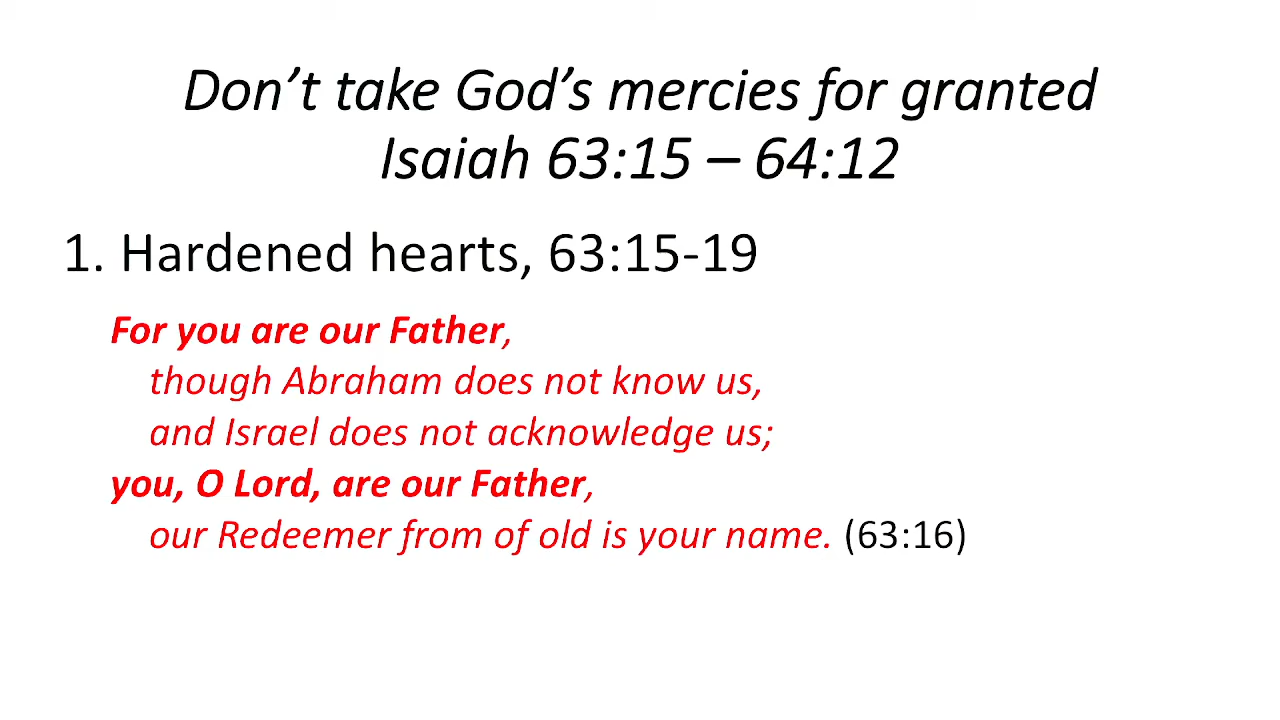 Don’t take God’s mercies for granted
Isaiah 63:15 – 64:12
1. Hardened hearts, 63:15-19
For you are our Father,
though Abraham does not know us,
and Israel does not acknowledge us;
you, O Lord, are our Father,
our Redeemer from of old is your name. (63:16)